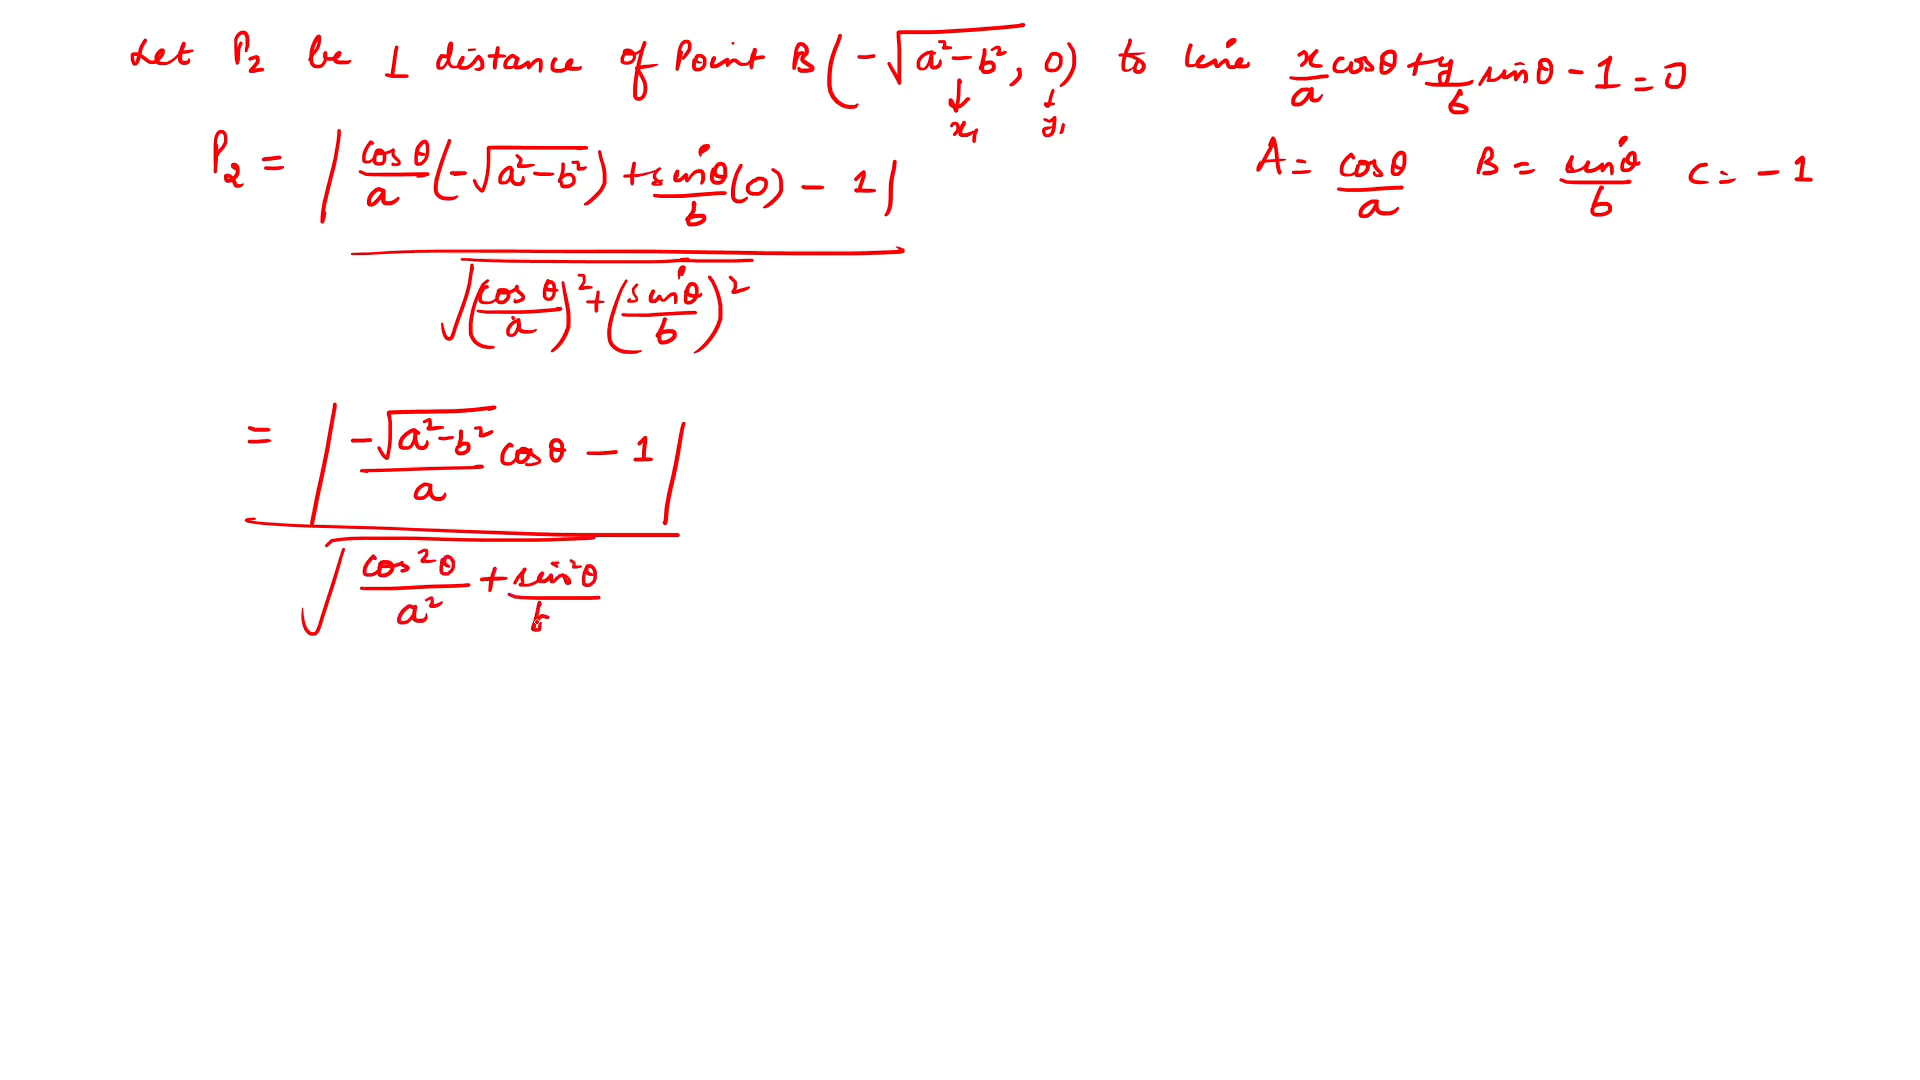 Let P₂ be ⊥ distance of Point B(-√(a²-b²), 0) to line x/a cosθ + y/b sinθ - 1 = 0
↓ ↓
x₁ y₁
P₂ = |cosθ/a (-√(a²-b²)) + sinθ/b (0) - 1| / √((cosθ/a)² + (sinθ/b)²)
A = cosθ/a B = sinθ/b C = -1
= |-√(a²-b²)/a cosθ - 1| / √(cos²θ/a² + sin²θ/b)